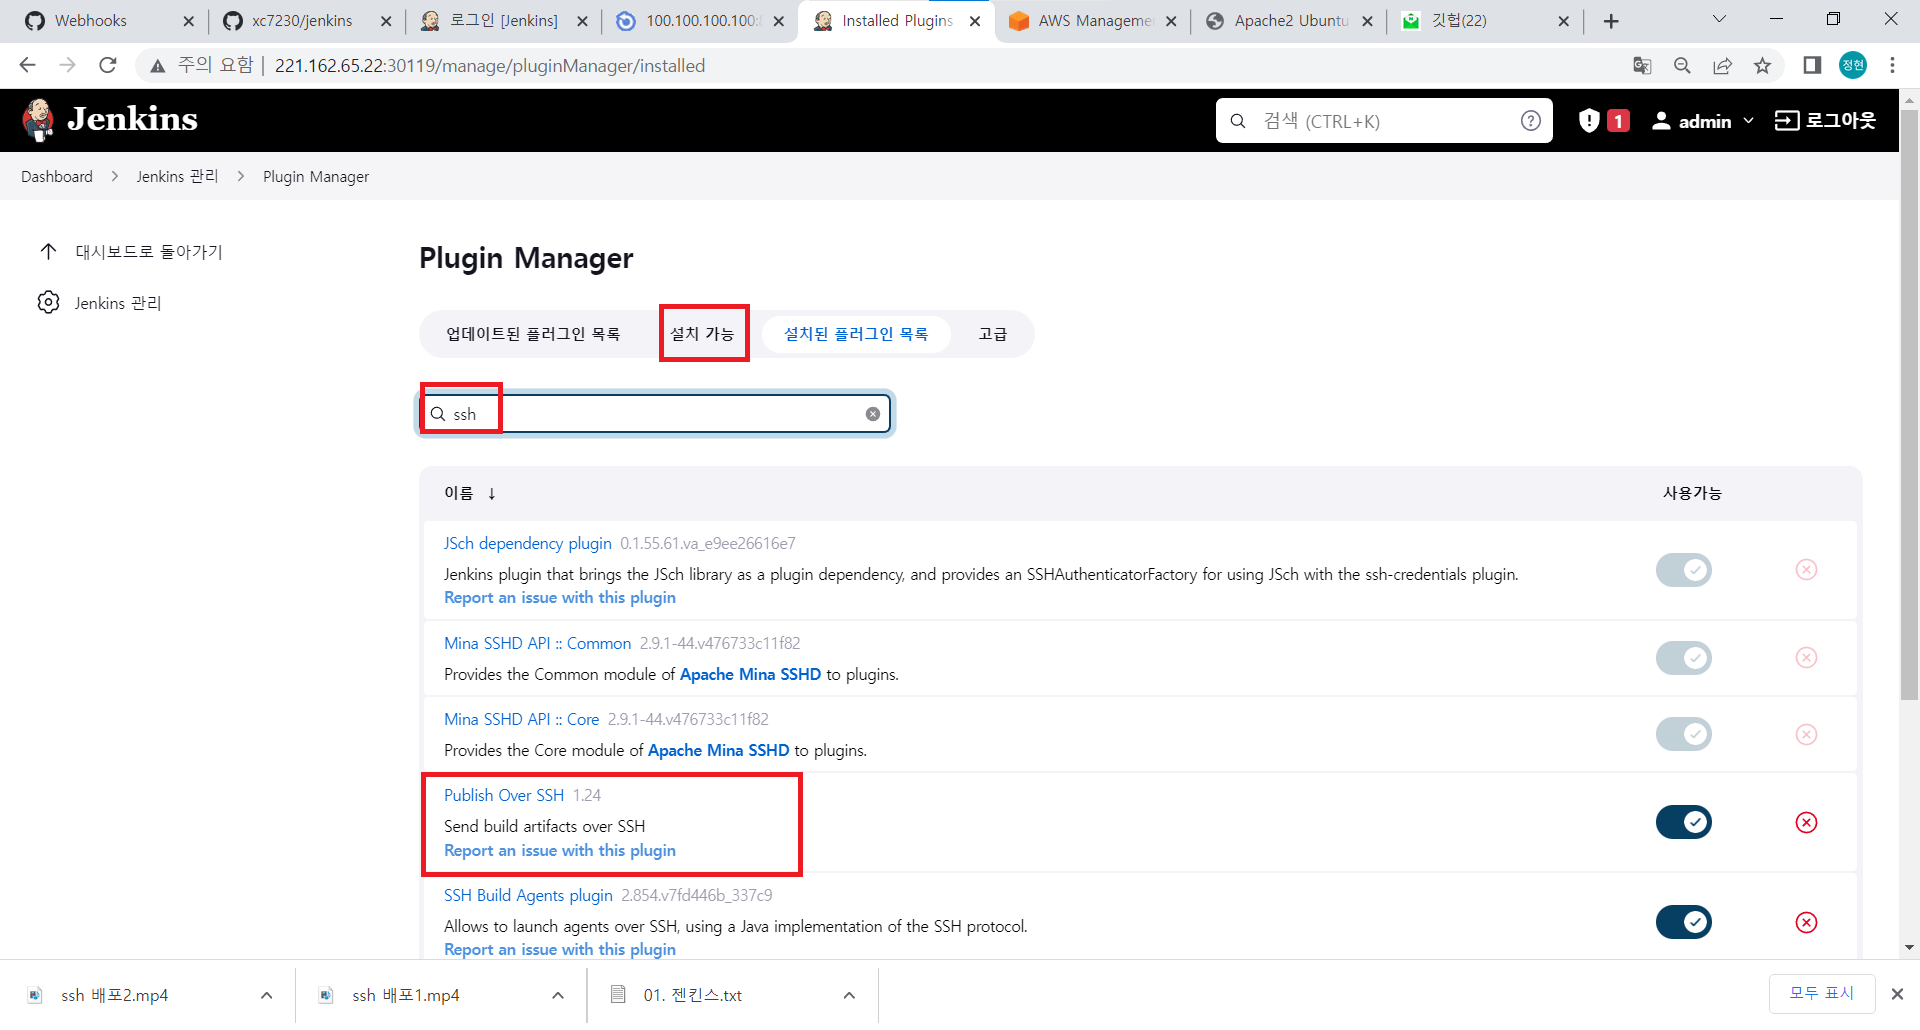 Webhooks
xc7230/jenkins
로그인 [Jenkins]
100.100.100.100:
Installed Plugins
AWS Manageme
Apache2 Ubuntu
깃헙(22)
주의 요함 | 221.162.65.22:30119/manage/pluginManager/installed
정현
Jenkins
검색 (CTRL+K)
1
admin
로그아웃
Dashboard > Jenkins 관리 > Plugin Manager
대시보드로 돌아가기
Jenkins 관리
Plugin Manager
업데이트된 플러그인 목록
설치 가능
설치된 플러그인 목록
고급
ssh
이름 ↓
사용가능
JSch dependency plugin 0.1.55.61.va_e9ee26616e7
Jenkins plugin that brings the JSch library as a plugin dependency, and provides an SSHAuthenticatorFactory for using JSch with the ssh-credentials plugin.
Report an issue with this plugin
Mina SSHD API :: Common 2.9.1-44.v476733c11f82
Provides the Common module of Apache Mina SSHD to plugins.
Mina SSHD API :: Core 2.9.1-44.v476733c11f82
Provides the Core module of Apache Mina SSHD to plugins.
Publish Over SSH 1.24
Send build artifacts over SSH
Report an issue with this plugin
SSH Build Agents plugin 2.854.v7fd446b_337c9
Allows to launch agents over SSH, using a Java implementation of the SSH protocol.
Report an issue with this plugin
ssh 배포2.mp4
ssh 배포1.mp4
01. 젠킨스.txt
모두 표시